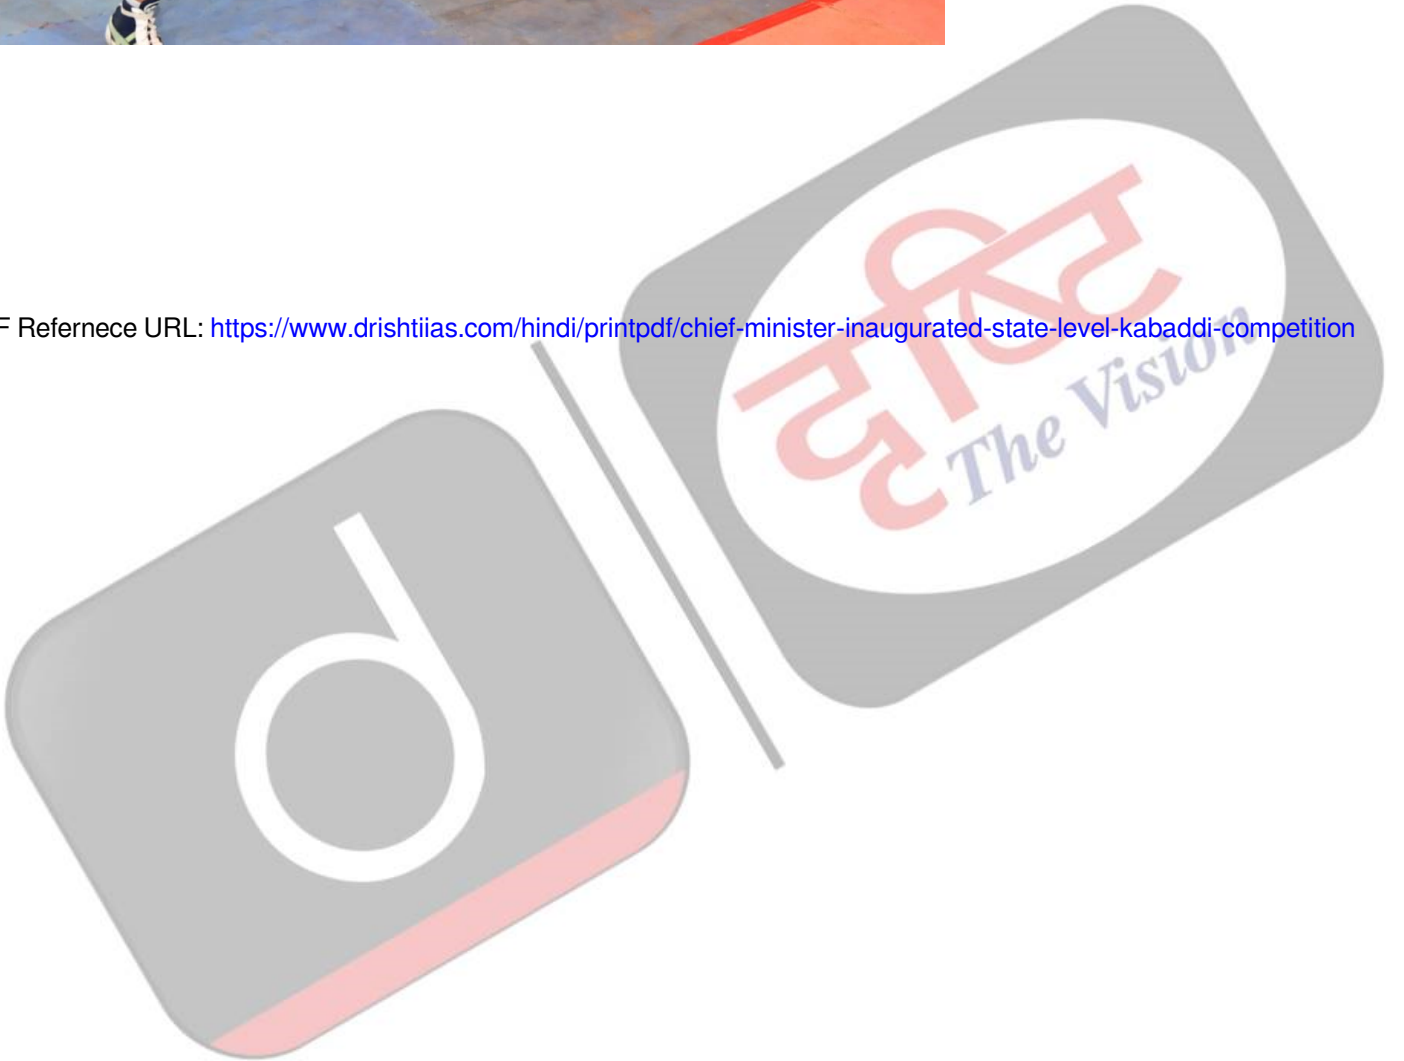 F Refernece URL: https://www.drishtiias.com/hindi/printpdf/chief-minister-inaugurated-state-level-kabaddi-competition
दृष्टि
The Vision
d